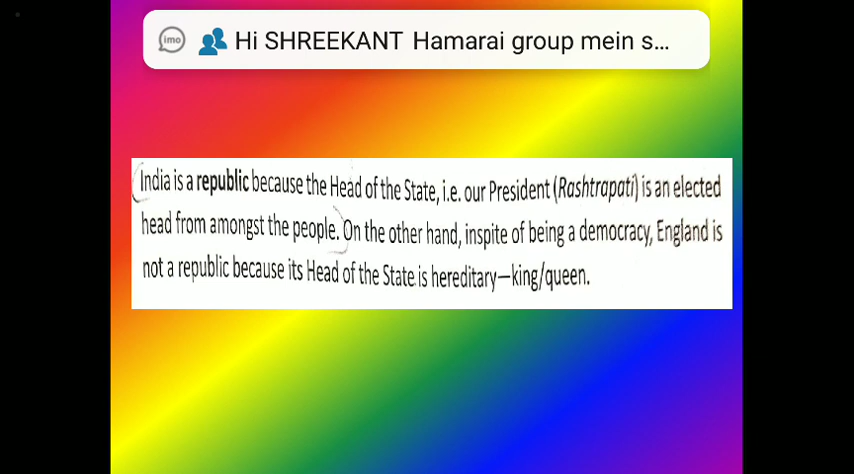 imo
Hi SHREEKANT Hamarai group mein s...
India is a republic because the Head of the State, i.e. our President (Rashtrapati) is an elected
head from amongst the people. On the other hand, inspite of being a democracy, England is
not a republic because its Head of the State is hereditary—king/queen.